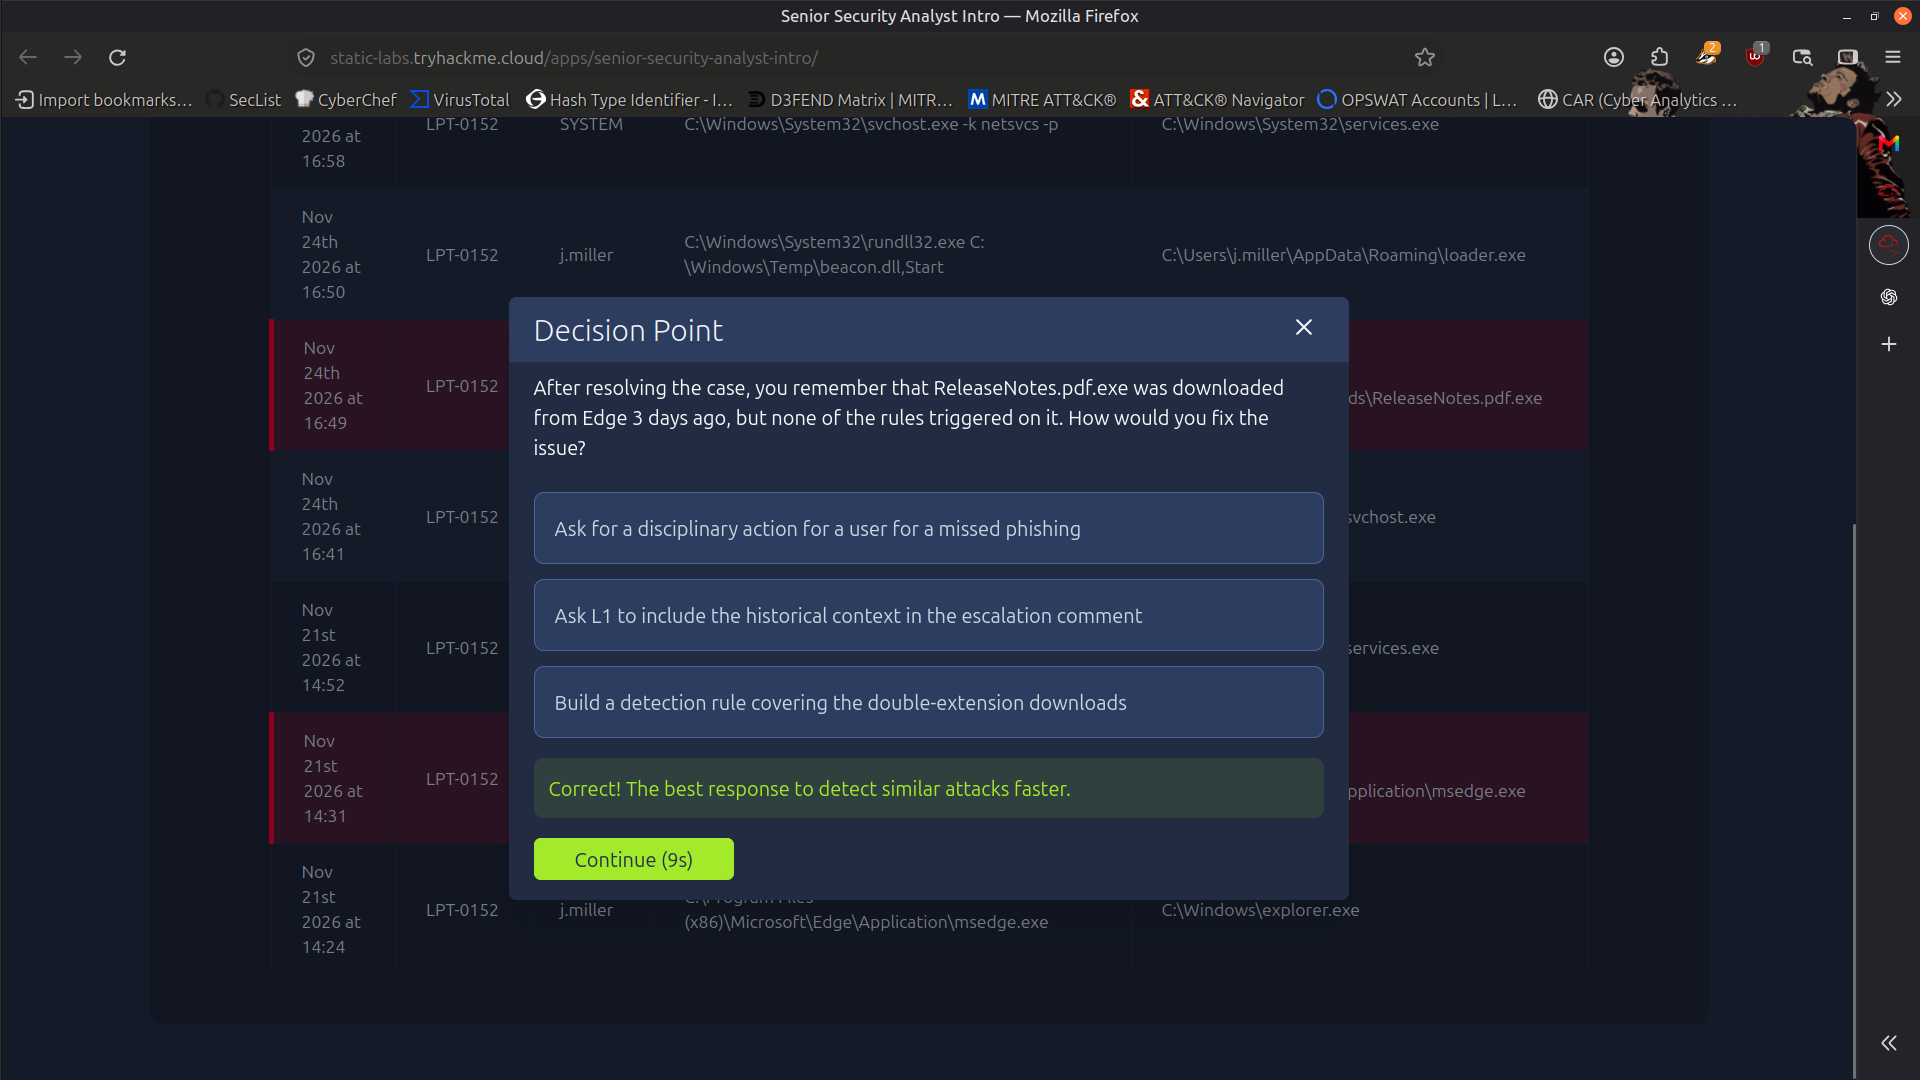 Senior Security Analyst Intro — Mozilla Firefox
static-labs.tryhackme.cloud/apps/senior-security-analyst-intro/
2
1
Import bookmarks...
SecList
CyberChef
VirusTotal
Hash Type Identifier - I...
D3FEND Matrix | MITR...
MITRE ATT&CK®
ATT&CK® Navigator
OPSWAT Accounts | L...
CAR (Cyber Analytics ...
2026 at
16:58
LPT-0152
SYSTEM
C:\Windows\System32\svchost.exe -k netsvcs -p
C:\Windows\System32\services.exe
Nov
24th
2026 at
16:50
LPT-0152
j.miller
C:\Windows\System32\rundll32.exe C:
\Windows\Temp\beacon.dll,Start
C:\Users\j.miller\AppData\Roaming\loader.exe
Nov
24th
2026 at
16:49
LPT-0152
ds\ReleaseNotes.pdf.exe
Nov
24th
2026 at
16:41
LPT-0152
svchost.exe
Nov
21st
2026 at
14:52
LPT-0152
services.exe
Nov
21st
2026 at
14:31
LPT-0152
pplication\msedge.exe
Nov
21st
2026 at
14:24
LPT-0152
j.miller
C:\Program Files
(x86)\Microsoft\Edge\Application\msedge.exe
C:\Windows\explorer.exe
Decision Point
After resolving the case, you remember that ReleaseNotes.pdf.exe was downloaded
from Edge 3 days ago, but none of the rules triggered on it. How would you fix the
issue?
Ask for a disciplinary action for a user for a missed phishing
Ask L1 to include the historical context in the escalation comment
Build a detection rule covering the double-extension downloads
Correct! The best response to detect similar attacks faster.
Continue (9s)